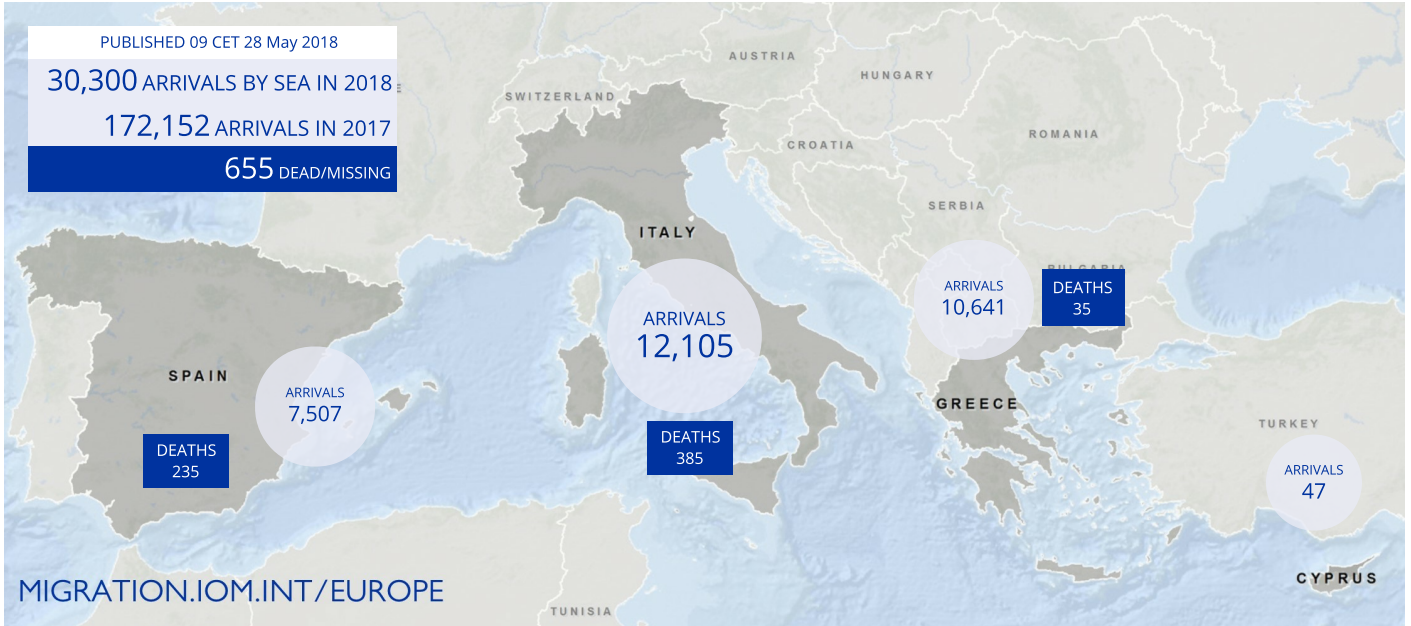 PUBLISHED 09 CET 28 May 2018
30,300 ARRIVALS BY SEA IN 2018
172,152 ARRIVALS IN 2017
655 DEAD/MISSING
AUSTRIA
HUNGARY
SWITZERLAND
ROMANIA
CROATIA
SERBIA
ITALY
BULGARIA
ARRIVALS
10,641
DEATHS
35
ARRIVALS
12,105
SPAIN
ARRIVALS
7,507
GREECE
TURKEY
DEATHS
385
DEATHS
235
ARRIVALS
47
CYPRUS
MIGRATION.IOM.INT/EUROPE
TUNISIA